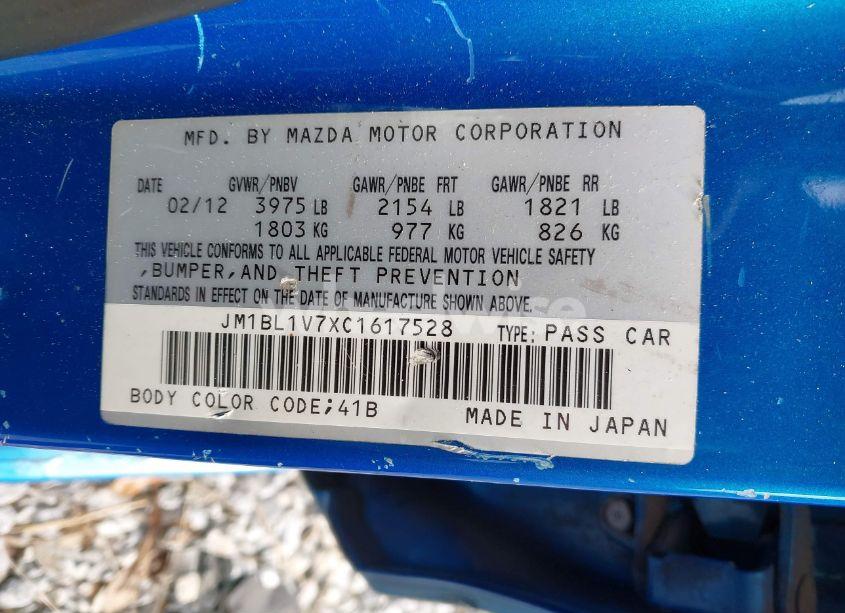 MFD. BY MAZDA MOTOR CORPORATION
DATE GVWR/PNBV GAWR/PNBE FRT GAWR/PNBE RR
02/12 3975 LB 2154 LB 1821 LB
1803 KG 977 KG 826 KG
THIS VEHICLE CONFORMS TO ALL APPLICABLE FEDERAL MOTOR VEHICLE SAFETY
,BUMPER,AND THEFT PREVENTION
STANDARDS IN EFFECT ON THE DATE OF MANUFACTURE SHOWN ABOVE.
JM1BL1V7XC1617528 TYPE: PASS CAR
BODY COLOR CODE;41B MADE IN JAPAN